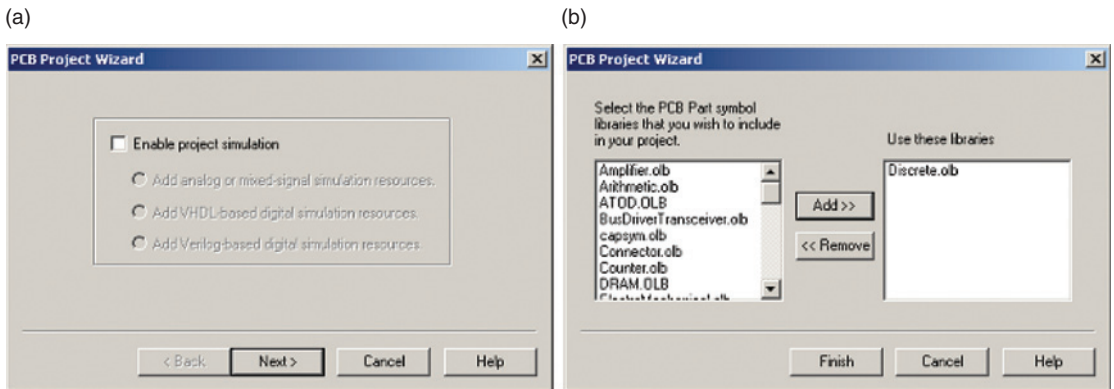 (a)
PCB Project Wizard
Enable project simulation
Add analog or mixed-signal simulation resources.
Add VHDL-based digital simulation resources.
Add Verilog-based digital simulation resources.
< Back
Next >
Cancel
Help
(b)
PCB Project Wizard
Select the PCB Part symbol
libraries that you wish to include
in your project.
Amplifier.olb
Arithmetic.olb
ATOD.OLB
BusDriverTransceiver.olb
capsym.olb
Connector.olb
Counter.olb
DRAM.OLB
Add >>
<< Remove
Use these libraries
Discrete.olb
Finish
Cancel
Help